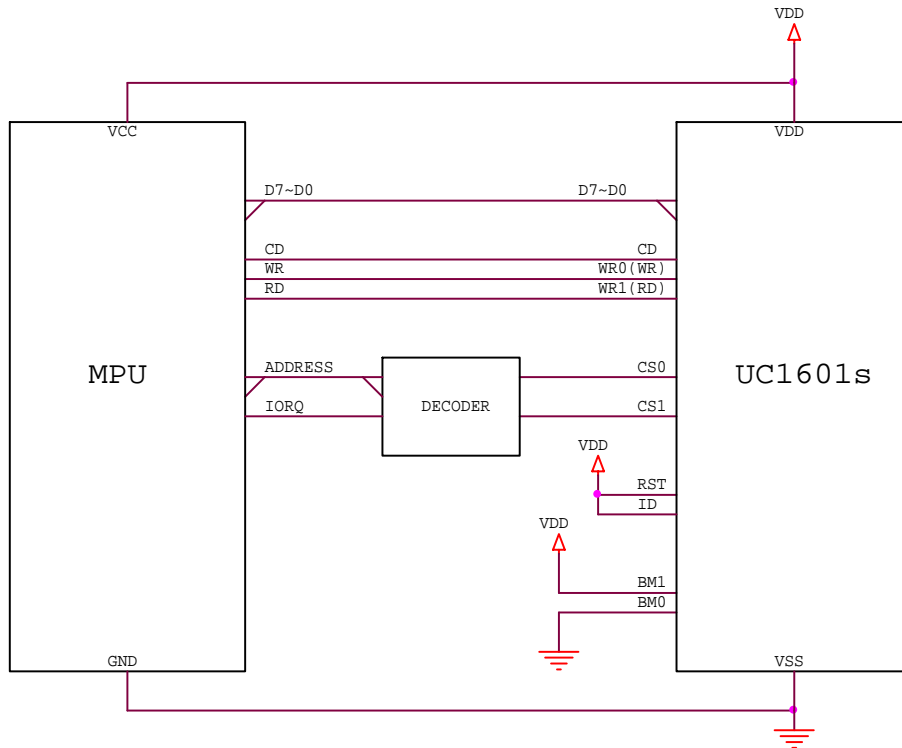 VDD
VCC
VDD
D7~D0
D7~D0
CD
CD
WR
WR0(WR)
RD
WR1(RD)
MPU
ADDRESS
DECODER
CS0
UC1601s
IORQ
CS1
VDD
RST
ID
VDD
BM1
BM0
GND
VSS